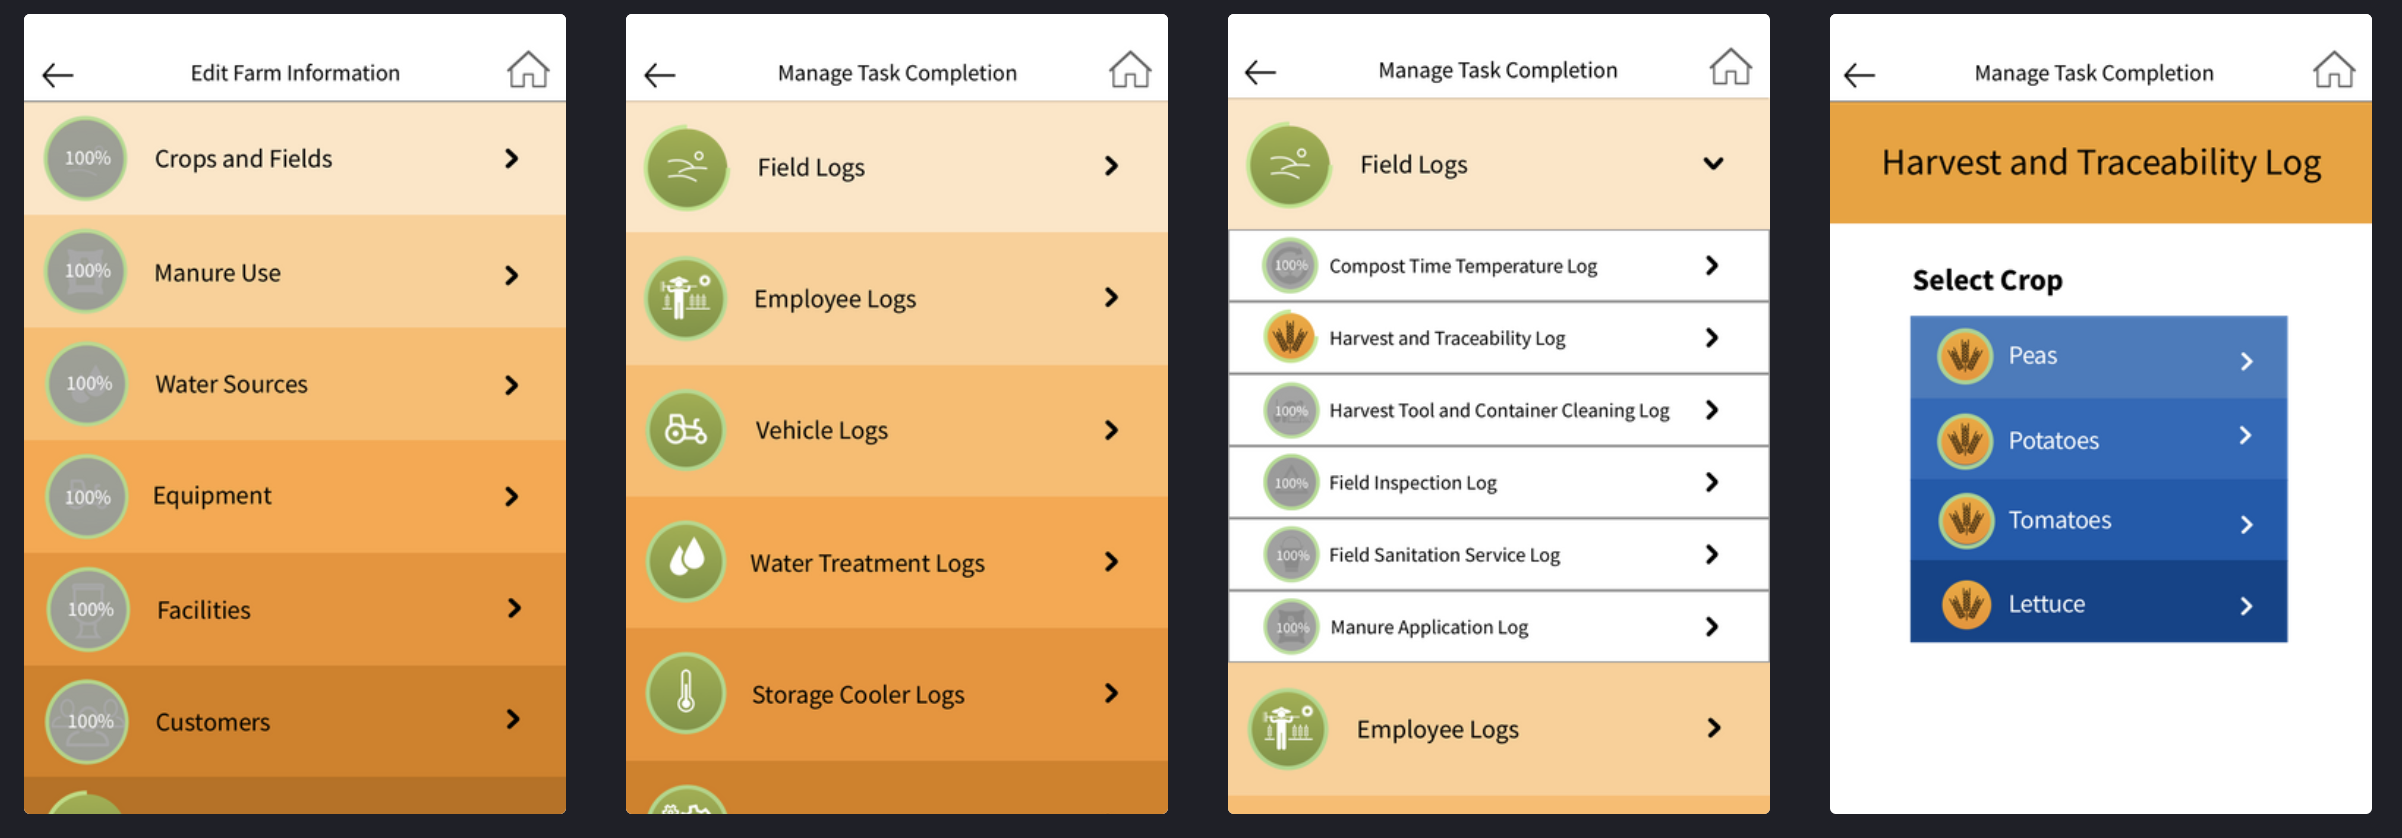 Edit Farm Information
100% Crops and Fields
100% Manure Use
100% Water Sources
100% Equipment
100% Facilities
100% Customers
Manage Task Completion
Field Logs
Employee Logs
Vehicle Logs
Water Treatment Logs
Storage Cooler Logs
Manage Task Completion
Field Logs
100% Compost Time Temperature Log
Harvest and Traceability Log
100% Harvest Tool and Container Cleaning Log
100% Field Inspection Log
100% Field Sanitation Service Log
100% Manure Application Log
Employee Logs
Manage Task Completion
Harvest and Traceability Log
Select Crop
Peas
Potatoes
Tomatoes
Lettuce